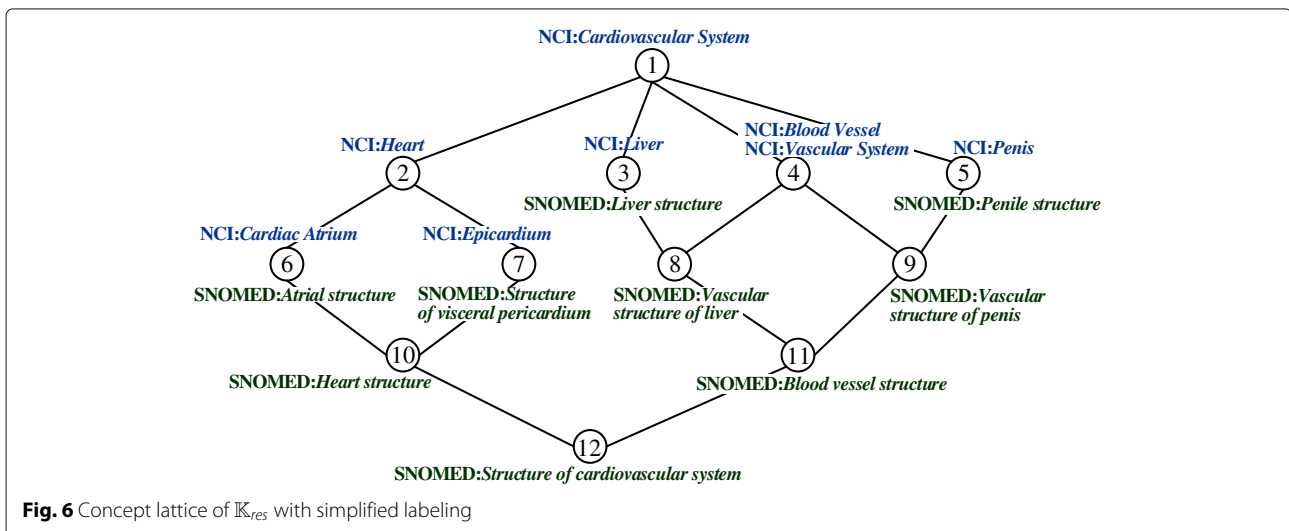 NCI:Cardiovascular System
1
NCI:Blood Vessel
NCI:Heart
NCI:Liver
NCI:Vascular System
NCI:Penis
2
3
4
5
SNOMED:Liver structure
SNOMED:Penile structure
NCI:Cardiac Atrium
NCI:Epicardium
6
7
8
9
SNOMED:Atrial structure
SNOMED:Structure
of visceral pericardium
SNOMED:Vascular
structure of liver
SNOMED:Vascular
structure of penis
10
11
SNOMED:Heart structure
SNOMED:Blood vessel structure
12
SNOMED:Structure of cardiovascular system
Fig. 6 Concept lattice of 𝕂res with simplified labeling